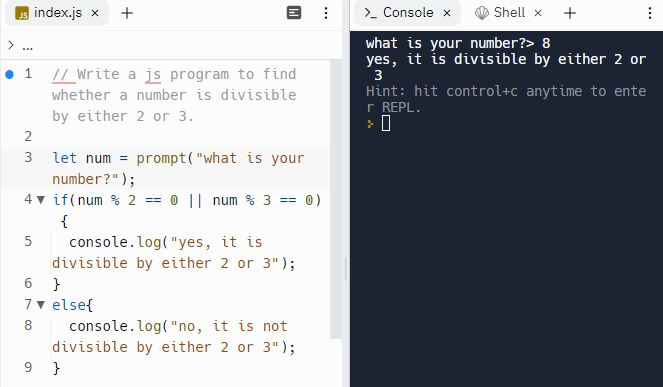 index.js
...
1 // Write a js program to find
whether a number is divisible
by either 2 or 3.
2
3 let num = prompt("what is your
number?");
4 if(num % 2 == 0 || num % 3 == 0)
{
5 console.log("yes, it is
divisible by either 2 or 3");
6 }
7 else{
8 console.log("no, it is not
divisible by either 2 or 3");
9 }
Console
Shell
what is your number?> 8
yes, it is divisible by either 2 or
3
Hint: hit control+c anytime to ente
r REPL.